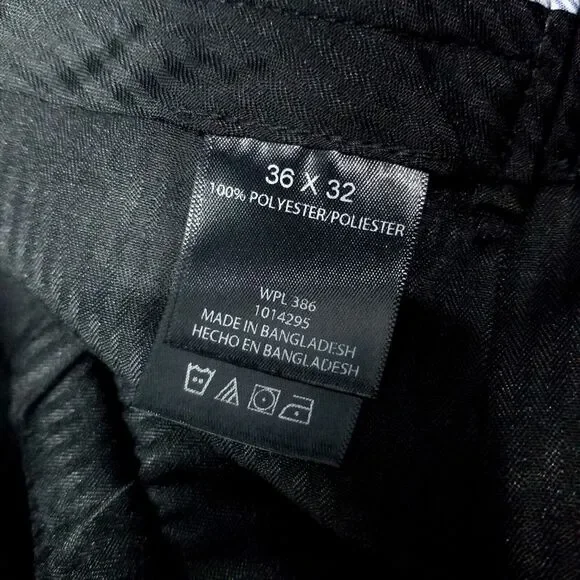 36 X 32
100% POLYESTER/POLIESTER
WPL 386
1014295
MADE IN BANGLADESH
HECHO EN BANGLADESH